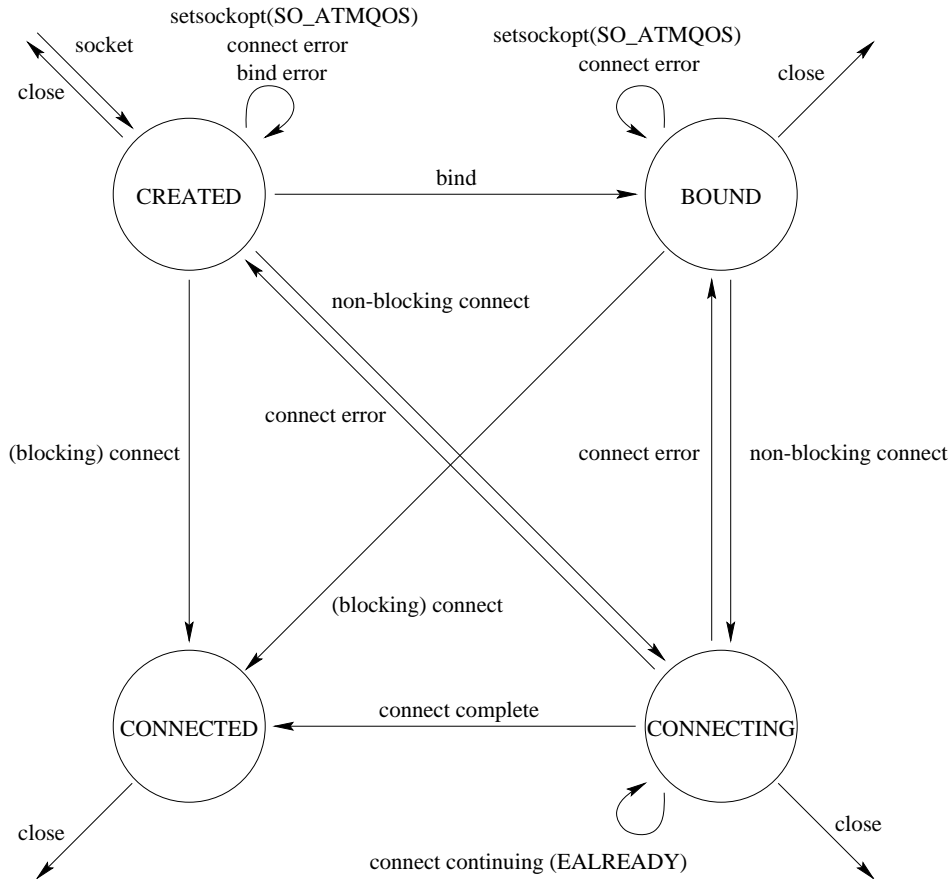 setsockopt(SO_ATMQOS)
connect error
bind error
socket
close
setsockopt(SO_ATMQOS)
connect error
close
CREATED
bind
BOUND
non-blocking connect
connect error
(blocking) connect
connect error
non-blocking connect
(blocking) connect
connect complete
CONNECTED
CONNECTING
close
close
connect continuing (EALREADY)